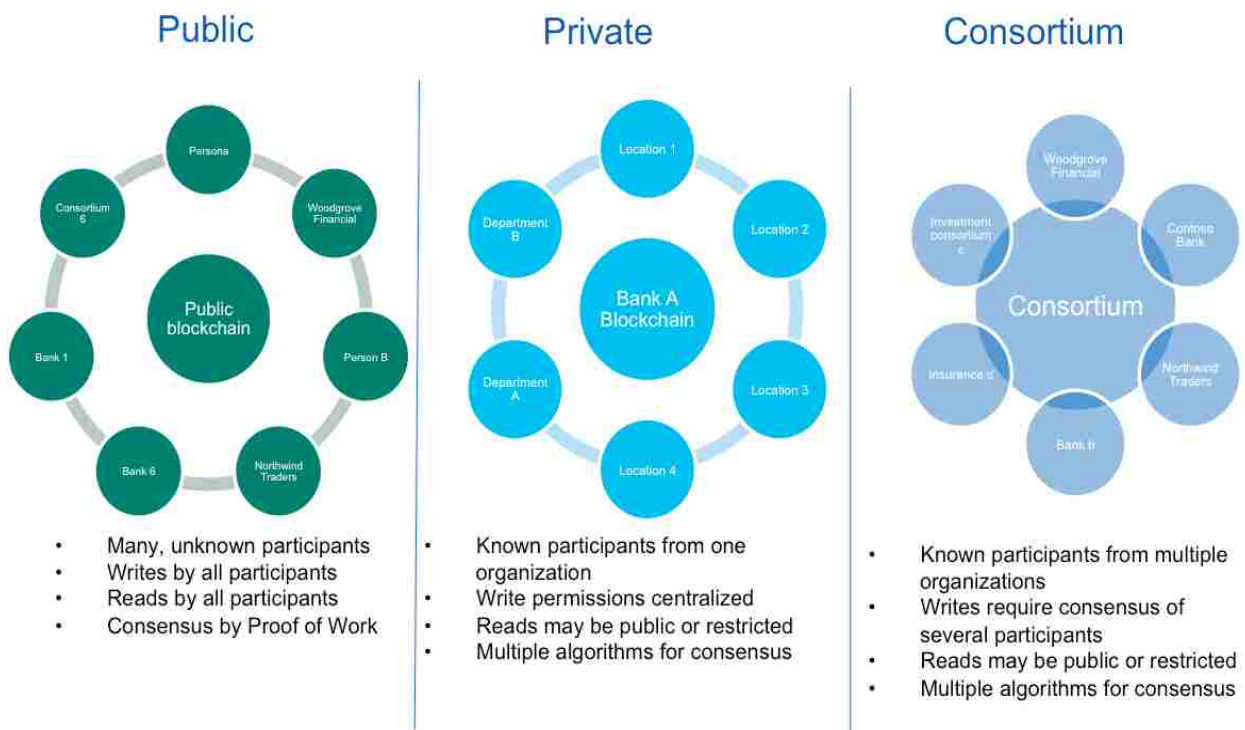 Public
Persona
Woodgrove
Financial
Person B
Northwind
Traders
Bank 6
Bank 1
Consortium
6
Public
blockchain
• Many, unknown participants
• Writes by all participants
• Reads by all participants
• Consensus by Proof of Work
Private
Location 1
Location 2
Location 3
Location 4
Department
A
Department
B
Bank A
Blockchain
• Known participants from one
organization
• Write permissions centralized
• Reads may be public or restricted
• Multiple algorithms for consensus
Consortium
Woodgrove
Financial
Contoso
Bank
Northwind
Traders
Bank b
Insurance c
Investment
consortium
c
Consortium
• Known participants from multiple
organizations
• Writes require consensus of
several participants
• Reads may be public or restricted
• Multiple algorithms for consensus